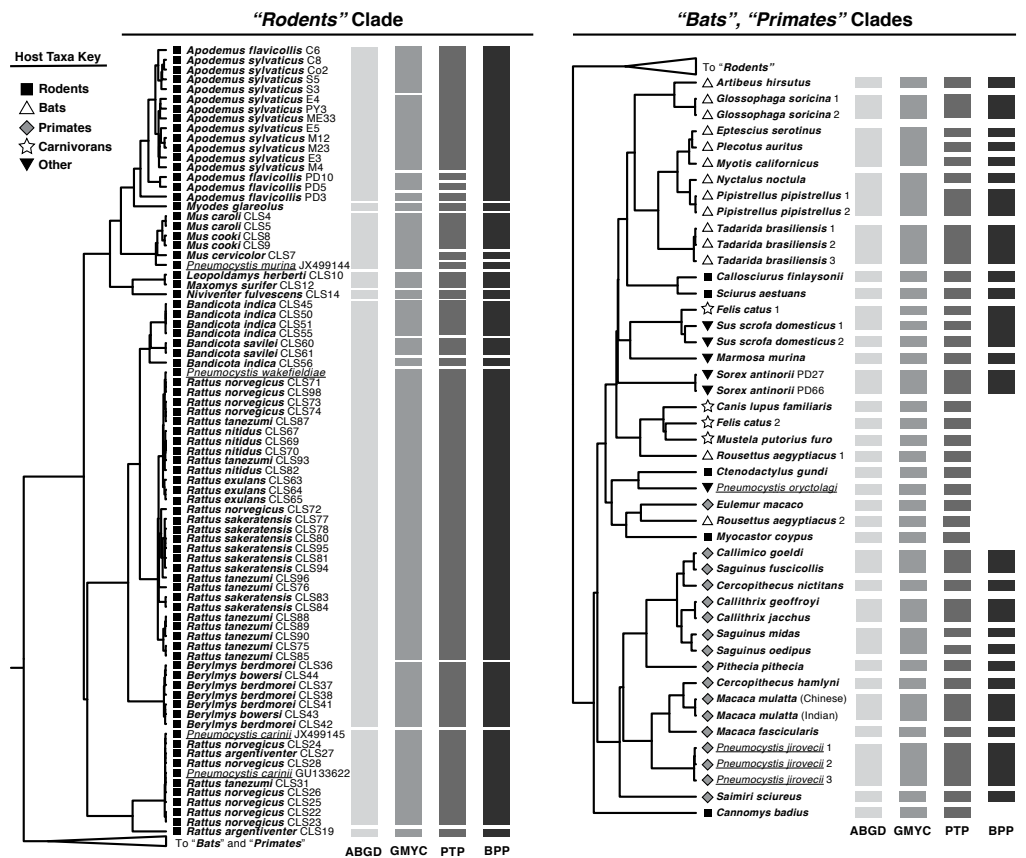 "Rodents" Clade
Host Taxa Key
Rodents
Bats
Primates
Carnivorans
Other
Apodemus flavicollis C6
Apodemus sylvaticus C8
Apodemus sylvaticus Co2
Apodemus sylvaticus S5
Apodemus sylvaticus S3
Apodemus sylvaticus E4
Apodemus sylvaticus PY3
Apodemus sylvaticus ME33
Apodemus sylvaticus E5
Apodemus sylvaticus M12
Apodemus sylvaticus M23
Apodemus sylvaticus E3
Apodemus sylvaticus M4
Apodemus flavicollis PD10
Apodemus flavicollis PD5
Apodemus flavicollis PD3
Myodes glareolus
Mus caroli CLS4
Mus caroli CLS5
Mus cooki CLS8
Mus cooki CLS9
Mus cervicolor CLS7
Pneumocystis murina JX499144
Leopoldamys herberti CLS10
Maxomys surifer CLS12
Niviventer fulvescens CLS14
Bandicota indica CLS45
Bandicota indica CLS50
Bandicota indica CLS51
Bandicota indica CLS55
Bandicota savilei CLS60
Bandicota savilei CLS61
Bandicota indica CLS56
Pneumocystis wakefieldiae
Rattus norvegicus CLS71
Rattus norvegicus CLS98
Rattus norvegicus CLS73
Rattus norvegicus CLS74
Rattus tanezumi CLS87
Rattus nitidus CLS67
Rattus nitidus CLS69
Rattus nitidus CLS70
Rattus tanezumi CLS93
Rattus nitidus CLS82
Rattus exulans CLS63
Rattus exulans CLS64
Rattus exulans CLS65
Rattus norvegicus CLS72
Rattus sakeratensis CLS77
Rattus sakeratensis CLS78
Rattus sakeratensis CLS80
Rattus sakeratensis CLS95
Rattus sakeratensis CLS81
Rattus sakeratensis CLS94
Rattus tanezumi CLS96
Rattus tanezumi CLS76
Rattus sakeratensis CLS83
Rattus sakeratensis CLS84
Rattus tanezumi CLS88
Rattus tanezumi CLS89
Rattus tanezumi CLS90
Rattus tanezumi CLS75
Rattus tanezumi CLS85
Berylmys berdmorei CLS36
Berylmys bowersi CLS44
Berylmys berdmorei CLS37
Berylmys berdmorei CLS38
Berylmys berdmorei CLS41
Berylmys bowersi CLS43
Berylmys berdmorei CLS42
Pneumocystis carinii JX499145
Rattus norvegicus CLS24
Rattus argentiventer CLS27
Rattus norvegicus CLS28
Pneumocystis carinii GU133622
Rattus tanezumi CLS31
Rattus norvegicus CLS26
Rattus norvegicus CLS25
Rattus norvegicus CLS22
Rattus norvegicus CLS23
Rattus argentiventer CLS19
To "Bats" and "Primates"
ABGD GMYC PTP BPP
"Bats", "Primates" Clades
To "Rodents"
Artibeus hirsutus
Glossophaga soricina 1
Glossophaga soricina 2
Eptescius serotinus
Plecotus auritus
Myotis californicus
Nyctalus noctula
Pipistrellus pipistrellus 1
Pipistrellus pipistrellus 2
Tadarida brasiliensis 1
Tadarida brasiliensis 2
Tadarida brasiliensis 3
Callosciurus finlaysonii
Sciurus aestuans
Felis catus 1
Sus scrofa domesticus 1
Sus scrofa domesticus 2
Marmosa murina
Sorex antinorii PD27
Sorex antinorii PD66
Canis lupus familiaris
Felis catus 2
Mustela putorius furo
Rousettus aegyptiacus 1
Ctenodactylus gundi
Pneumocystis oryctolagi
Eulemur macaco
Rousettus aegyptiacus 2
Myocastor coypus
Callimico goeldi
Saguinus fuscicollis
Cercopithecus nictitans
Callithrix geoffroyi
Callithrix jacchus
Saguinus midas
Saguinus oedipus
Pithecia pithecia
Cercopithecus hamlyni
Macaca mulatta (Chinese)
Macaca mulatta (Indian)
Macaca fascicularis
Pneumocystis jirovecii 1
Pneumocystis jirovecii 2
Pneumocystis jirovecii 3
Saimiri sciureus
Cannomys badius
ABGD GMYC PTP BPP